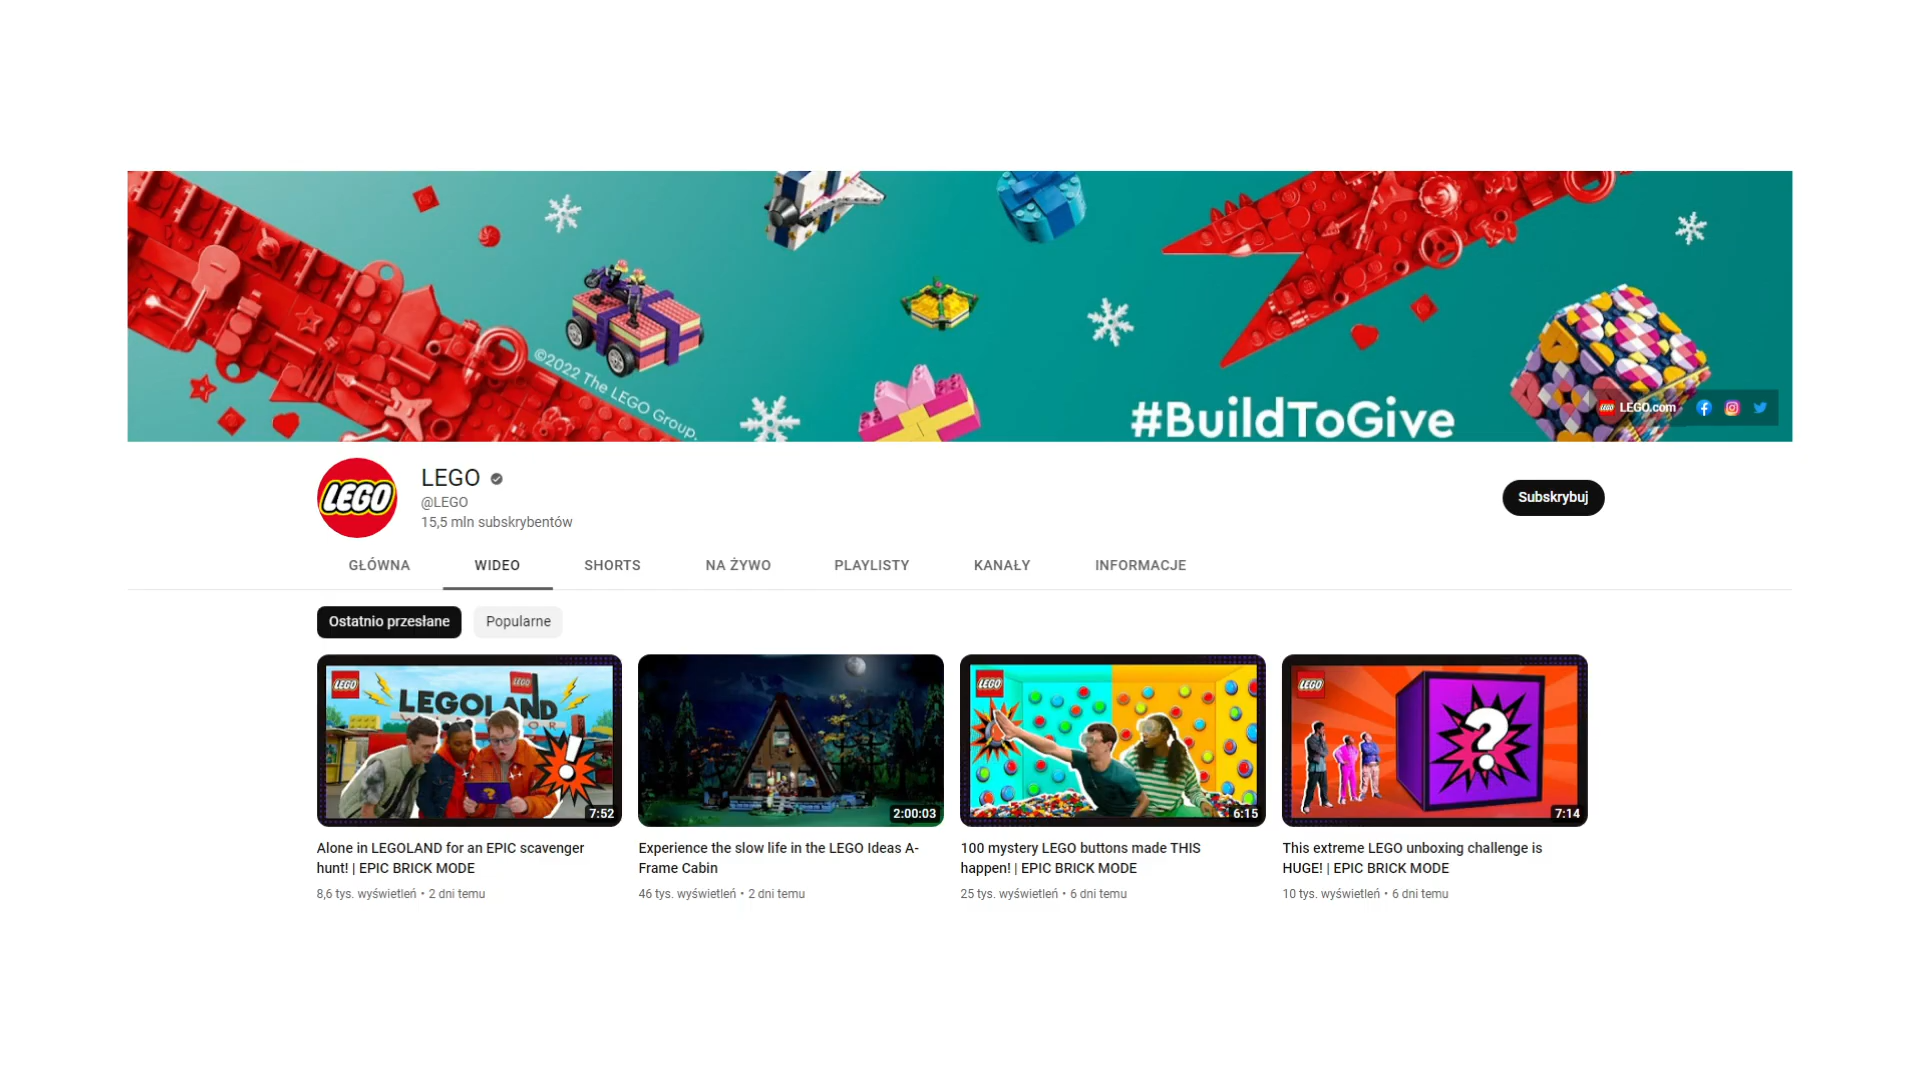 ©2022 The LEGO Group.
#BuildToGive
LEGO LEGO.com
LEGO
LEGO
@LEGO
15,5 mln subskrybentów
Subskrybuj
GŁÓWNA WIDEO SHORTS NA ŻYWO PLAYLISTY KANAŁY INFORMACJE
Ostatnio przesłane Popularne
LEGO
LEGO
LEGOLAND
7:52
2:00:03
LEGO
6:15
LEGO
?
7:14
Alone in LEGOLAND for an EPIC scavenger
hunt! | EPIC BRICK MODE
8,6 tys. wyświetleń • 2 dni temu
Experience the slow life in the LEGO Ideas A-
Frame Cabin
46 tys. wyświetleń • 2 dni temu
100 mystery LEGO buttons made THIS
happen! | EPIC BRICK MODE
25 tys. wyświetleń • 6 dni temu
This extreme LEGO unboxing challenge is
HUGE! | EPIC BRICK MODE
10 tys. wyświetleń • 6 dni temu